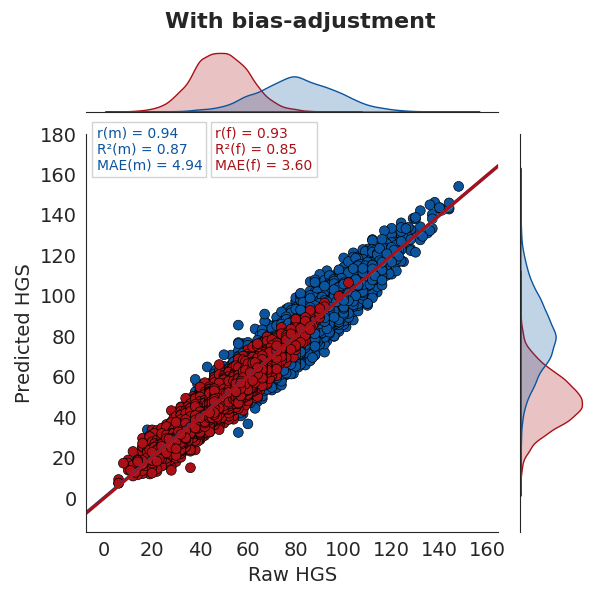 With bias-adjustment
r(m) = 0.94
R²(m) = 0.87
MAE(m) = 4.94
r(f) = 0.93
R²(f) = 0.85
MAE(f) = 3.60
180
160
140
120
100
80
60
40
20
0
Predicted HGS
0 20 40 60 80 100 120 140 160
Raw HGS